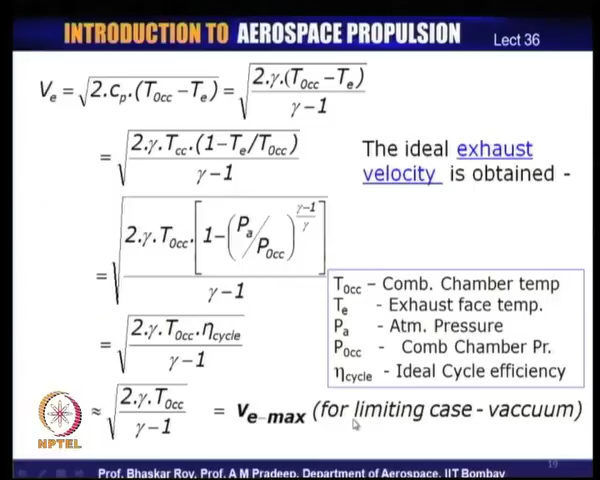 INTRODUCTION TO AEROSPACE PROPULSION Lect 36
V_e = √(2.c_p.(T_0cc − T_e)) = √(2.γ.(T_0cc − T_e) / (γ − 1))
= √(2.γ.T_cc.(1 − T_e/T_0cc) / (γ − 1))
The ideal exhaust
velocity is obtained -
= √(2.γ.T_0cc.[1 − (P_a/P_0cc)^((γ−1)/γ)] / (γ − 1))
T_0cc – Comb. Chamber temp
T_e - Exhaust face temp.
P_a - Atm. Pressure
P_0cc - Comb Chamber Pr.
η_cycle - Ideal Cycle efficiency
= √(2.γ.T_0cc.η_cycle / (γ − 1))
≈ √(2.γ.T_0cc / (γ − 1)) = V_e-max (for limiting case - vaccuum)
NPTEL
19
Prof. Bhaskar Roy, Prof. A M Pradeep, Department of Aerospace, IIT Bombay